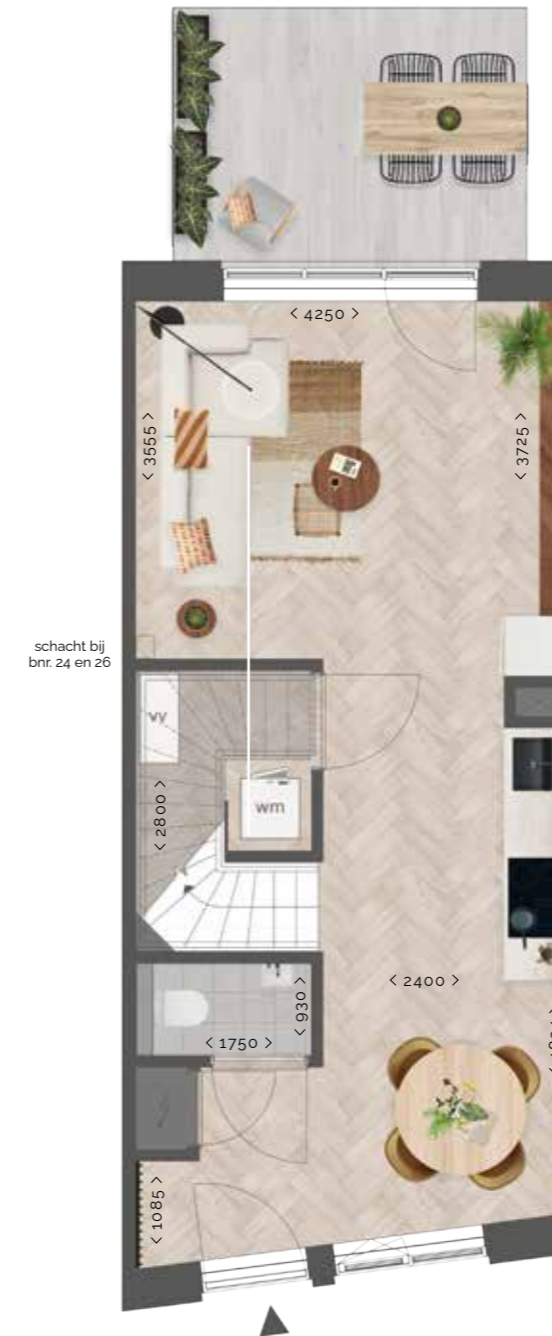 < 4250 >
< 3555 >
< 3725 >
schacht bij
bnr. 24 en 26
vv
wm
< 2800 >
< 2400 >
< 930 >
< 1750 >
< 1085 >